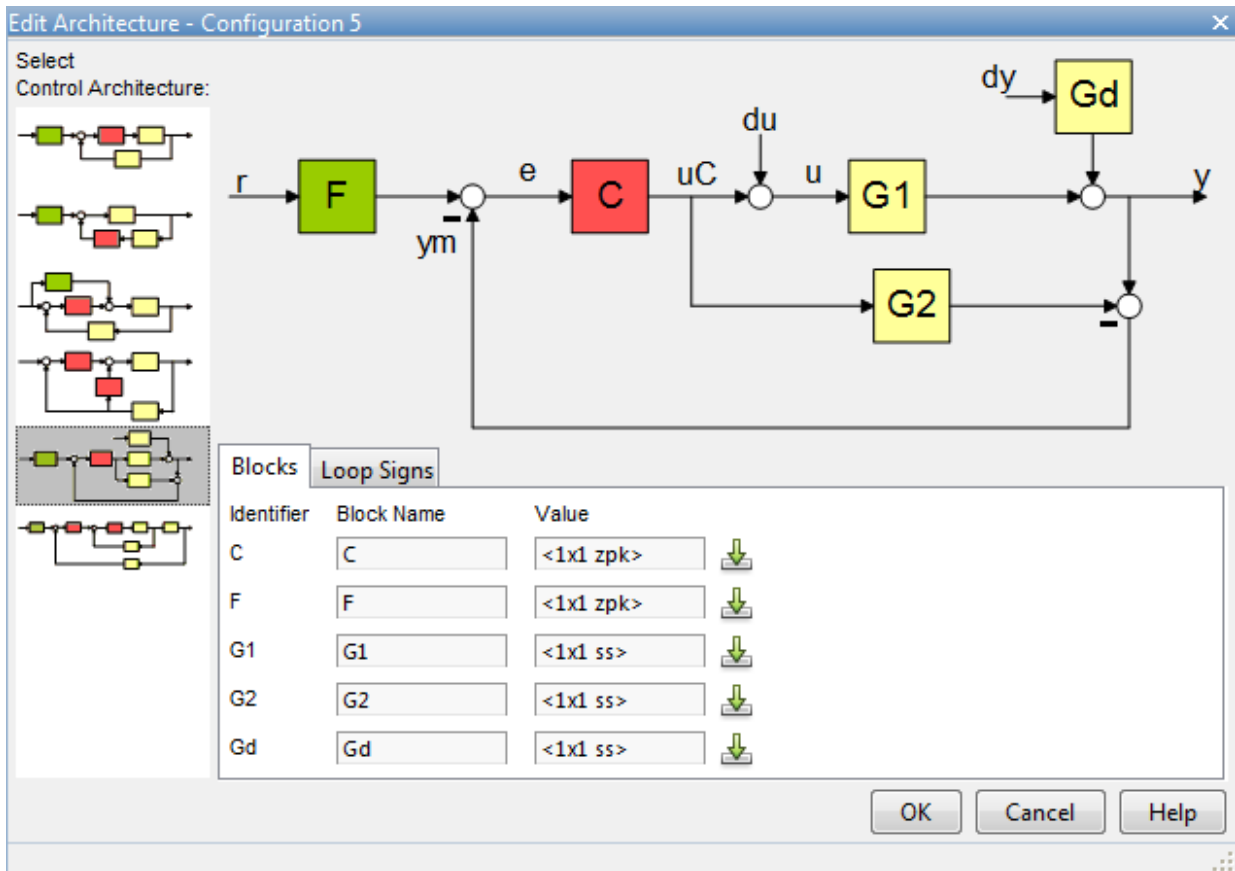 Edit Architecture - Configuration 5
Select
Control Architecture:
dy
Gd
du
r
F
e
C
uC
u
G1
y
ym
G2
Blocks
Loop Signs
Identifier Block Name Value
C C <1x1 zpk>
F F <1x1 zpk>
G1 G1 <1x1 ss>
G2 G2 <1x1 ss>
Gd Gd <1x1 ss>
OK Cancel Help